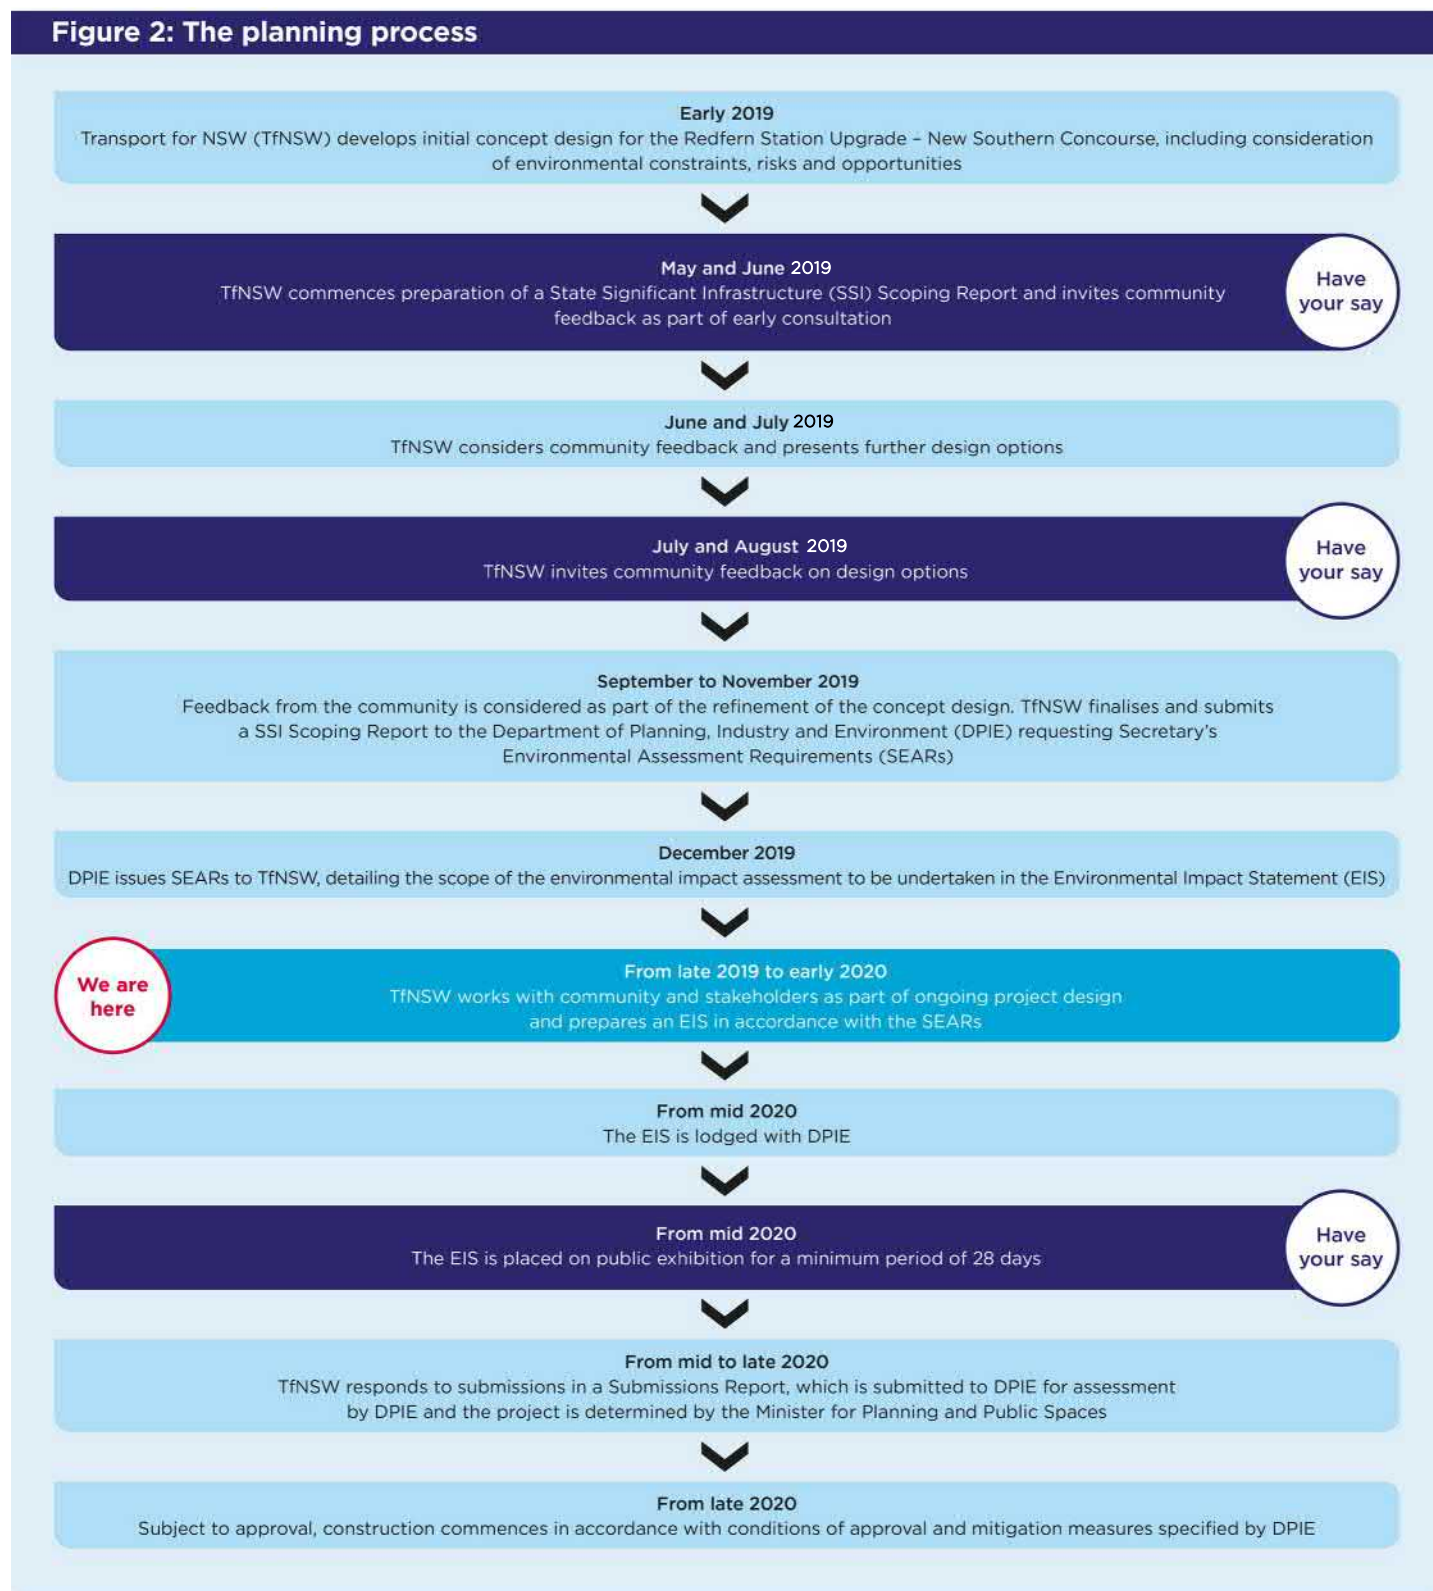 Figure 2: The planning process
Early 2019
Transport for NSW (TfNSW) develops initial concept design for the Redfern Station Upgrade – New Southern Concourse, including consideration
of environmental constraints, risks and opportunities
May and June 2019
TfNSW commences preparation of a State Significant Infrastructure (SSI) Scoping Report and invites community
feedback as part of early consultation
Have
your say
June and July 2019
TfNSW considers community feedback and presents further design options
July and August 2019
TfNSW invites community feedback on design options
Have
your say
September to November 2019
Feedback from the community is considered as part of the refinement of the concept design. TfNSW finalises and submits
a SSI Scoping Report to the Department of Planning, Industry and Environment (DPIE) requesting Secretary's
Environmental Assessment Requirements (SEARs)
December 2019
DPIE issues SEARs to TfNSW, detailing the scope of the environmental impact assessment to be undertaken in the Environmental Impact Statement (EIS)
We are
here
From late 2019 to early 2020
TfNSW works with community and stakeholders as part of ongoing project design
and prepares an EIS in accordance with the SEARs
From mid 2020
The EIS is lodged with DPIE
From mid 2020
The EIS is placed on public exhibition for a minimum period of 28 days
Have
your say
From mid to late 2020
TfNSW responds to submissions in a Submissions Report, which is submitted to DPIE for assessment
by DPIE and the project is determined by the Minister for Planning and Public Spaces
From late 2020
Subject to approval, construction commences in accordance with conditions of approval and mitigation measures specified by DPIE